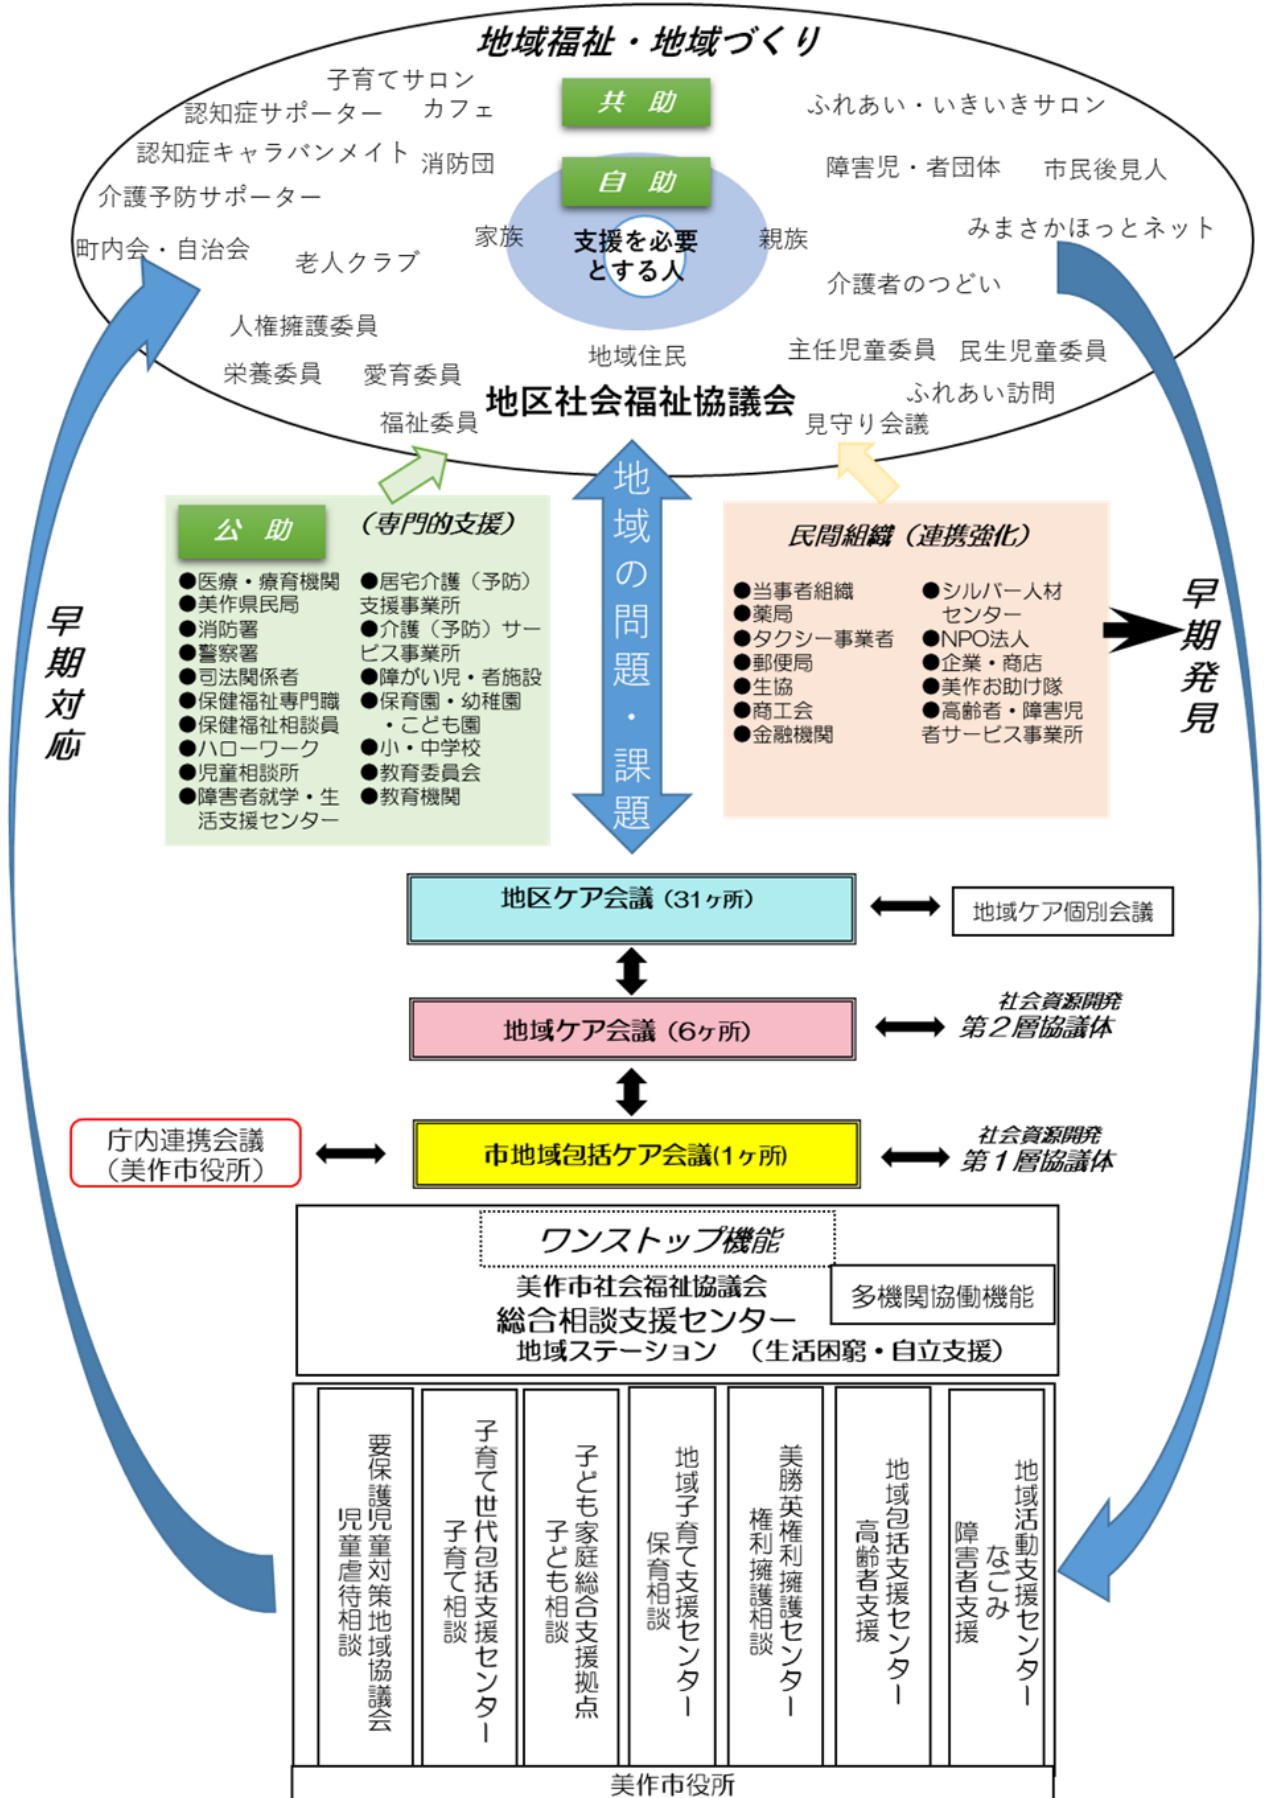 地域福祉・地域づくり
子育てサロン
認知症サポーター
カフェ
共助
ふれあい・いきいきサロン
認知症キャラバンメイト
消防団
障害児・者団体
市民後見人
介護予防サポーター
自助
みまさかほっとネット
町内会・自治会
老人クラブ
家族
支援を必要
とする人
親族
介護者のつどい
人権擁護委員
地域住民
主任児童委員
民生児童委員
栄養委員
愛育委員
ふれあい訪問
福祉委員
地区社会福祉協議会
見守り会議
公助
(専門的支援)
●医療・療育機関
●美作県民局
●消防署
●警察署
●司法関係者
●保健福祉専門職
●保健福祉相談員
●ハローワーク
●児童相談所
●障害者就学・生
活支援センター
●居宅介護(予防)
支援事業所
●介護(予防)サー
ビス事業所
●障がい児・者施設
●保育園・幼稚園
・こども園
●小・中学校
●教育委員会
●教育機関
地域の問題・課題
民間組織(連携強化)
●当事者組織
●薬局
●タクシー事業者
●郵便局
●生協
●商工会
●金融機関
●シルバー人材
センター
●NPO法人
●企業・商店
●美作お助け隊
●高齢者・障害児
者サービス事業所
早期対応
早期発見
地区ケア会議(31ヶ所)
地域ケア個別会議
地域ケア会議(6ヶ所)
社会資源開発
第2層協議体
庁内連携会議
(美作市役所)
市地域包括ケア会議(1ヶ所)
社会資源開発
第1層協議体
ワンストップ機能
美作市社会福祉協議会
総合相談支援センター
多機関協働機能
地域ステーション (生活困窮・自立支援)
要保護児童対策地域協議会
児童虐待相談
子育て世代包括支援センター
子育て相談
子ども家庭総合支援拠点
子ども相談
地域子育て支援センター
保育相談
美勝英権利擁護センター
権利擁護相談
地域包括支援センター
高齢者支援
地域活動支援センター
なごみ
障害者支援
美作市役所